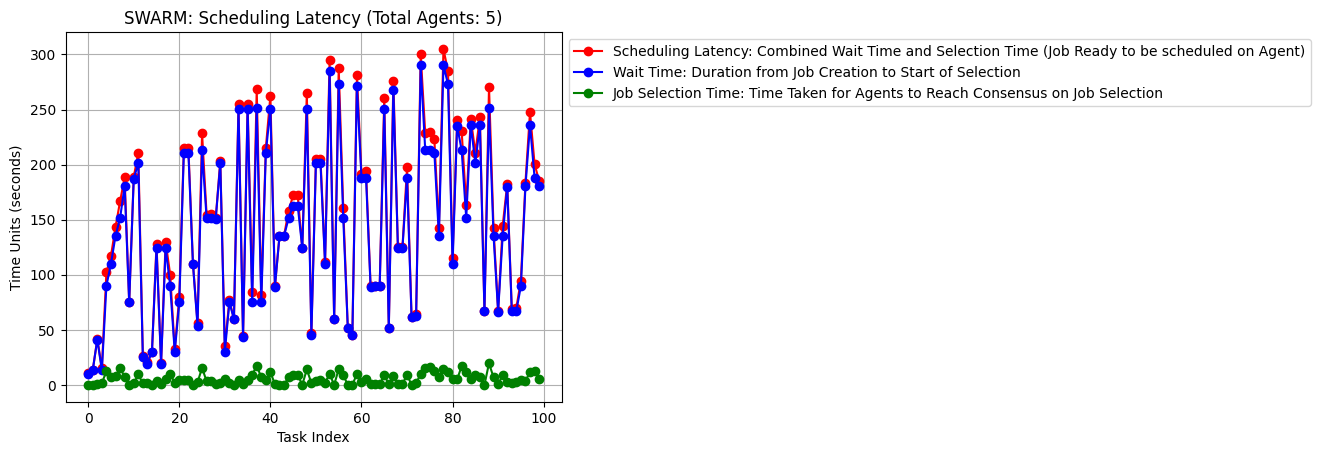 SWARM: Scheduling Latency (Total Agents: 5)
Scheduling Latency: Combined Wait Time and Selection Time (Job Ready to be scheduled on Agent)
Wait Time: Duration from Job Creation to Start of Selection
Job Selection Time: Time Taken for Agents to Reach Consensus on Job Selection
Time Units (seconds)
300
250
200
150
100
50
0
0 20 40 60 80 100
Task Index